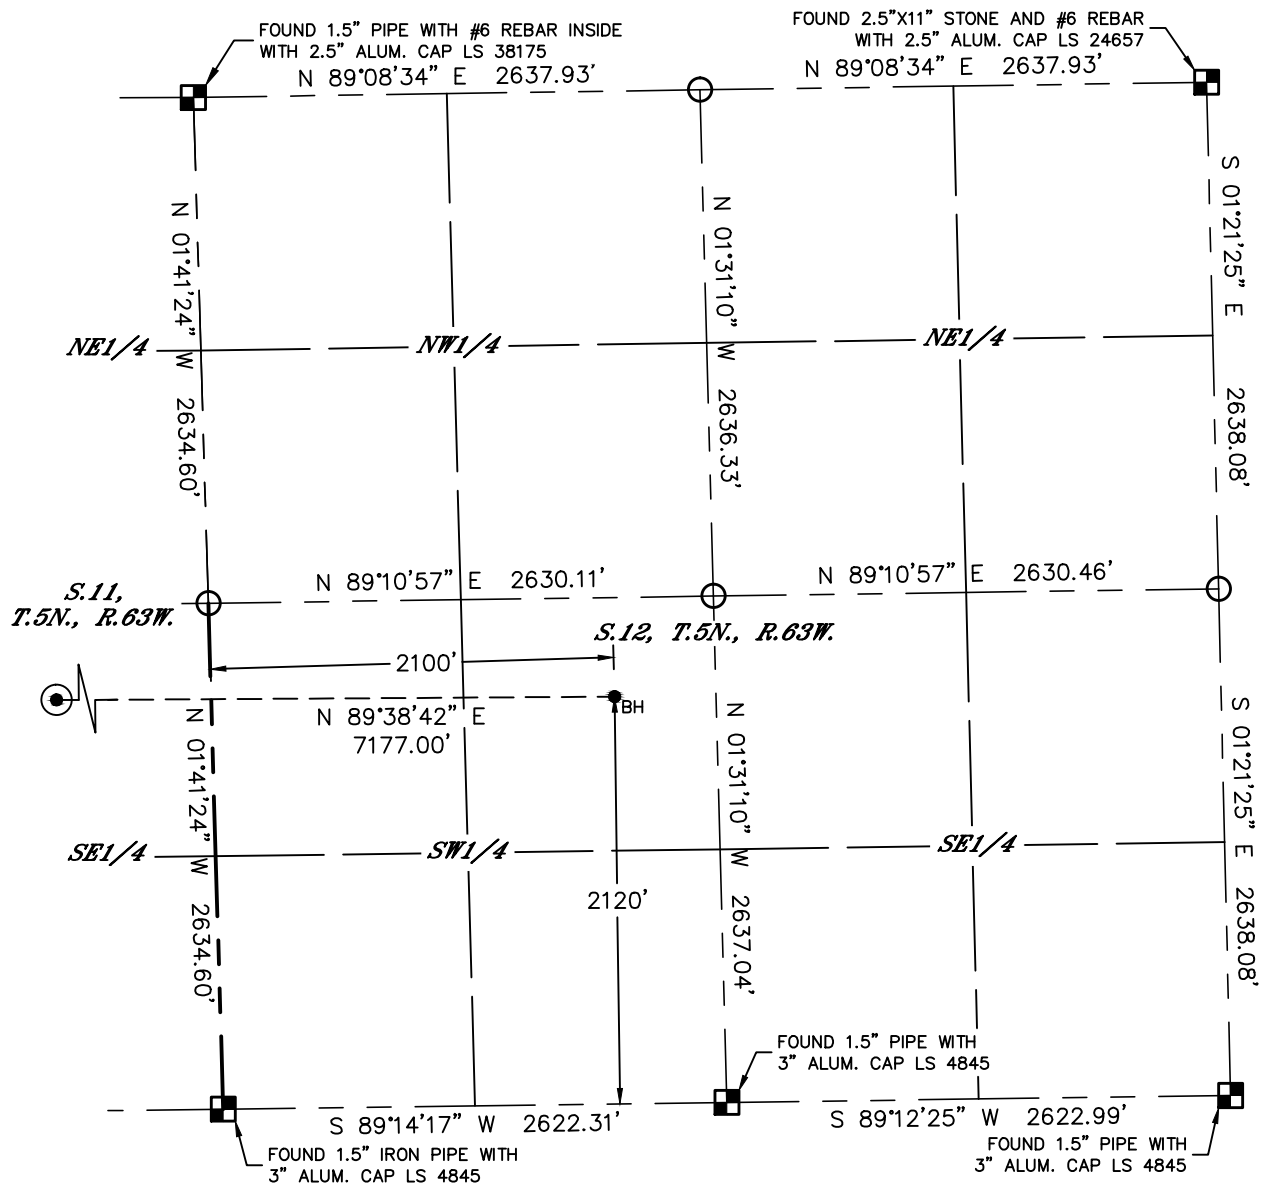 FOUND 1.5" PIPE WITH #6 REBAR INSIDE
WITH 2.5" ALUM. CAP LS 38175
FOUND 2.5"X11" STONE AND #6 REBAR
WITH 2.5" ALUM. CAP LS 24657
N 89°08'34" E 2637.93'
N 89°08'34" E 2637.93'
N 01°41'24" W 2634.60'
N 01°31'10" W 2636.33'
S 01°21'25" E 2638.08'
NE1/4
NW1/4
NE1/4
N 89°10'57" E 2630.11'
N 89°10'57" E 2630.46'
S.11,
T.5N., R.63W.
S.12, T.5N., R.63W.
2100'
BH
N 89°38'42" E
7177.00'
N 01°41'24" W 2634.60'
N 01°31'10" W 2637.04'
S 01°21'25" E 2638.08'
SE1/4
SW1/4
SE1/4
2120'
FOUND 1.5" PIPE WITH
3" ALUM. CAP LS 4845
S 89°14'17" W 2622.31'
S 89°12'25" W 2622.99'
FOUND 1.5" IRON PIPE WITH
3" ALUM. CAP LS 4845
FOUND 1.5" PIPE WITH
3" ALUM. CAP LS 4845